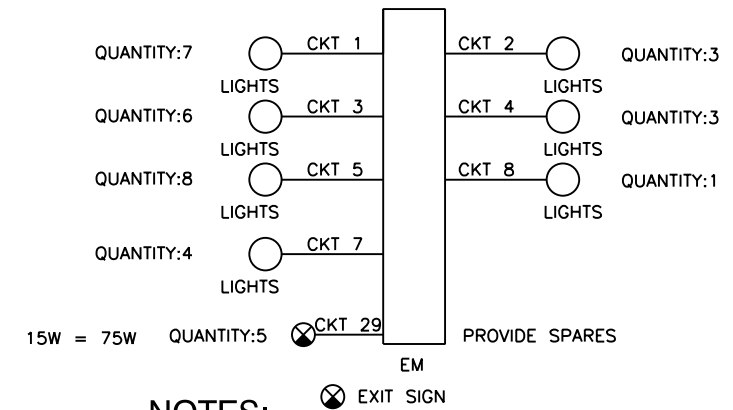 QUANTITY:7 CKT 1 CKT 2 QUANTITY:3
LIGHTS LIGHTS
QUANTITY:6 CKT 3 CKT 4 QUANTITY:3
LIGHTS LIGHTS
QUANTITY:8 CKT 5 CKT 8 QUANTITY:1
LIGHTS LIGHTS
QUANTITY:4 CKT 7
LIGHTS
15W = 75W QUANTITY:5 CKT 29 PROVIDE SPARES
EM
EXIT SIGN
NOTES: